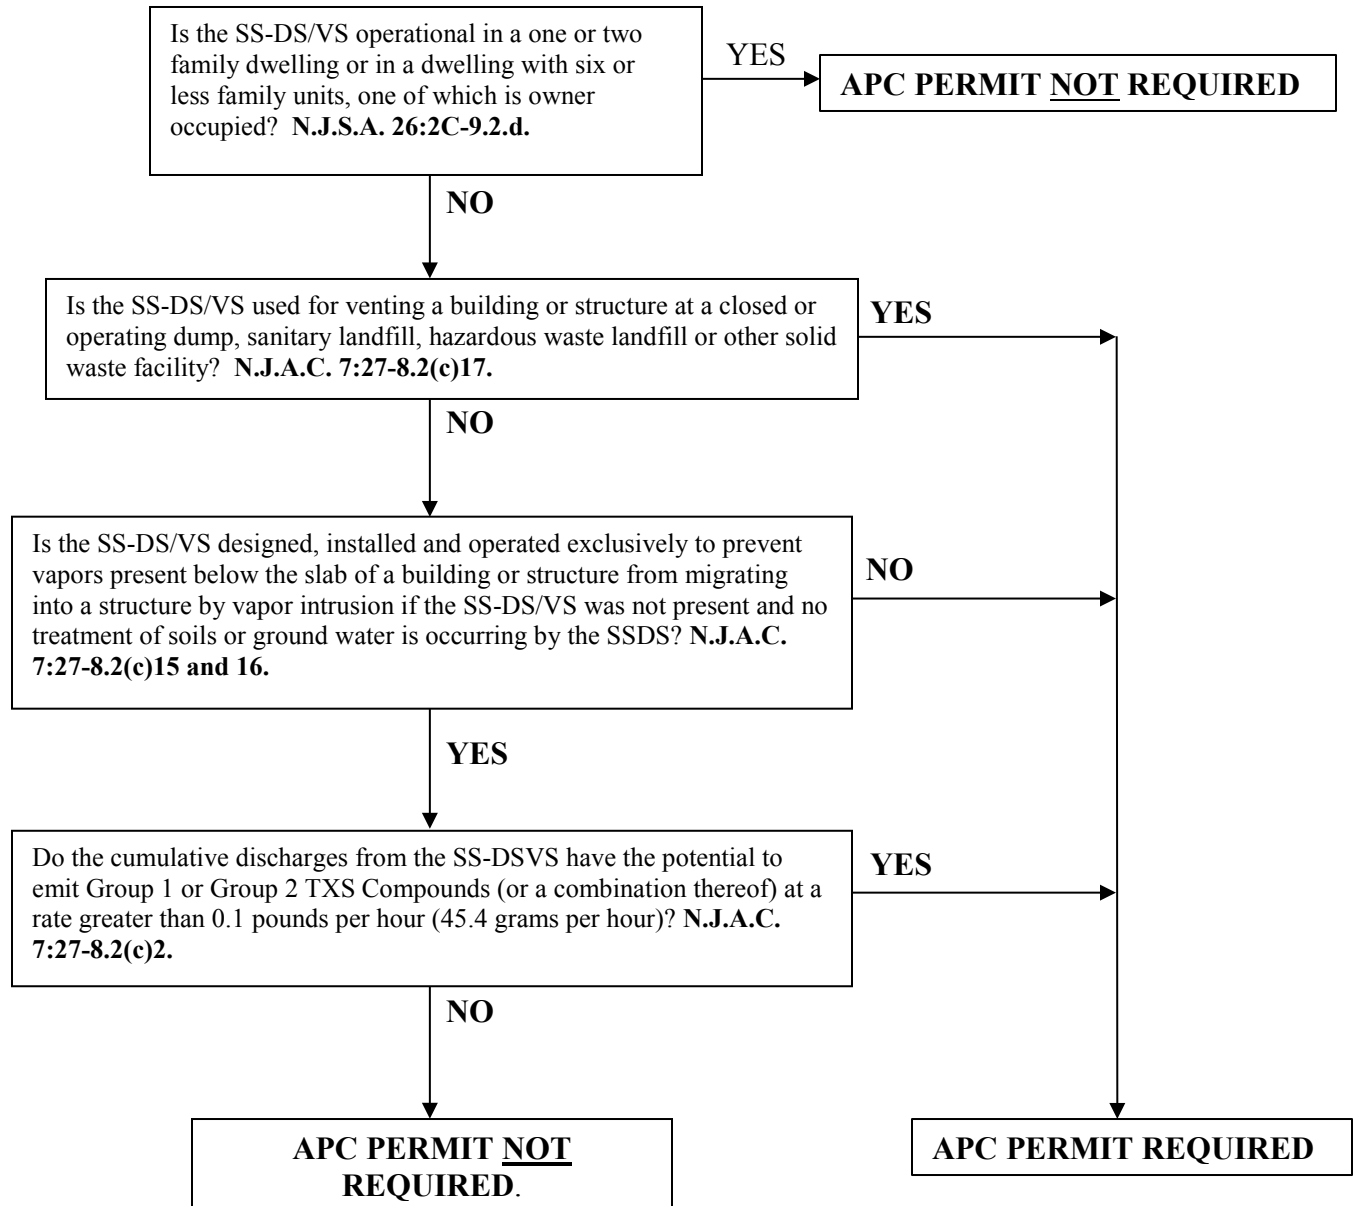 Is the SS-DS/VS operational in a one or two
family dwelling or in a dwelling with six or
less family units, one of which is owner
occupied? N.J.S.A. 26:2C-9.2.d.
YES
APC PERMIT NOT REQUIRED
NO
Is the SS-DS/VS used for venting a building or structure at a closed or
operating dump, sanitary landfill, hazardous waste landfill or other solid
waste facility? N.J.A.C. 7:27-8.2(c)17.
YES
NO
Is the SS-DS/VS designed, installed and operated exclusively to prevent
vapors present below the slab of a building or structure from migrating
into a structure by vapor intrusion if the SS-DS/VS was not present and no
treatment of soils or ground water is occurring by the SSDS? N.J.A.C.
7:27-8.2(c)15 and 16.
NO
YES
Do the cumulative discharges from the SS-DSVS have the potential to
emit Group 1 or Group 2 TXS Compounds (or a combination thereof) at a
rate greater than 0.1 pounds per hour (45.4 grams per hour)? N.J.A.C.
7:27-8.2(c)2.
YES
NO
APC PERMIT NOT
REQUIRED.
APC PERMIT REQUIRED